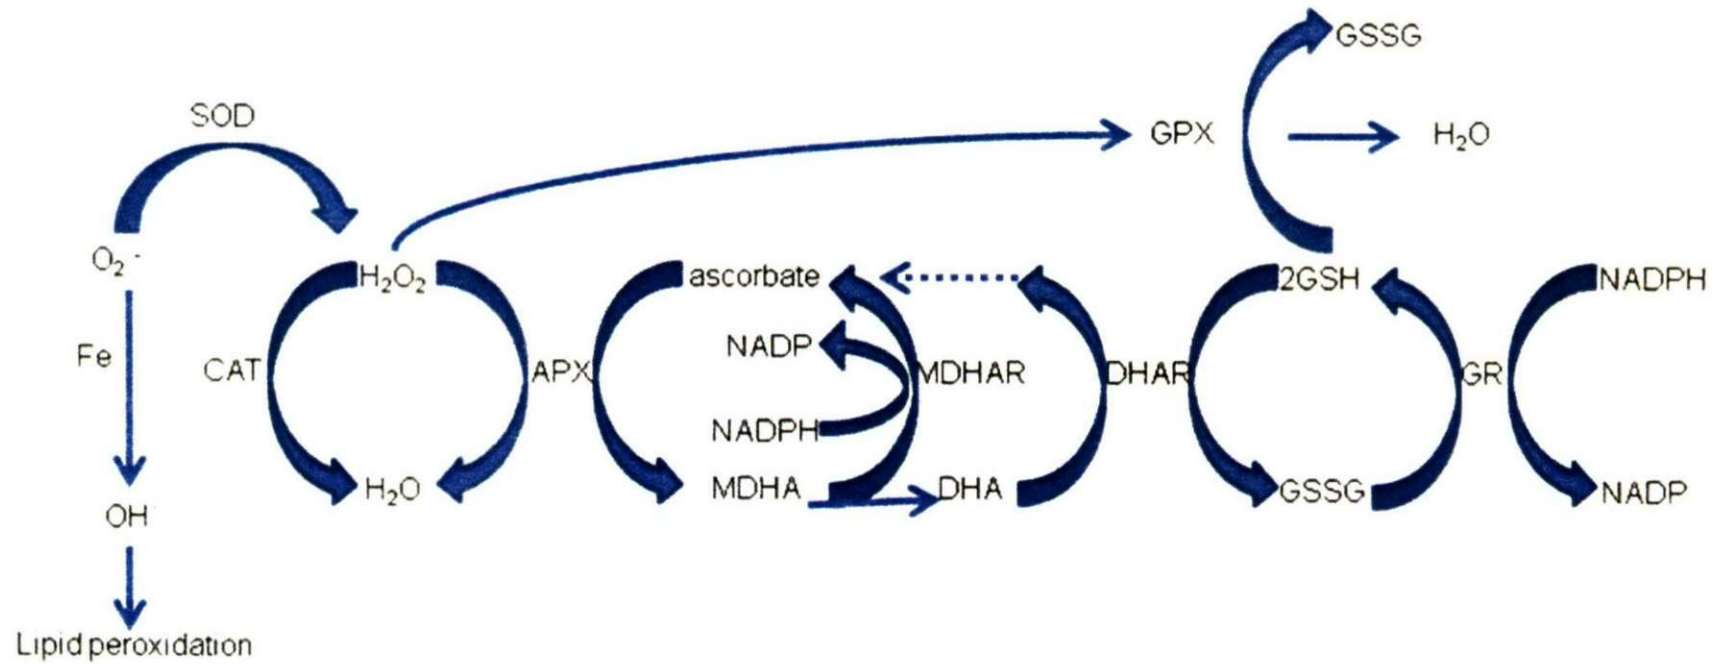 GSSG
SOD
GPX
H₂O
O₂⁻
H₂O₂
ascorbate
2GSH
NADPH
NADP
Fe
CAT
APX
MDHAR
DHAR
GR
NADPH
H₂O
MDHA
DHA
GSSG
NADP
OH
Lipid peroxidation